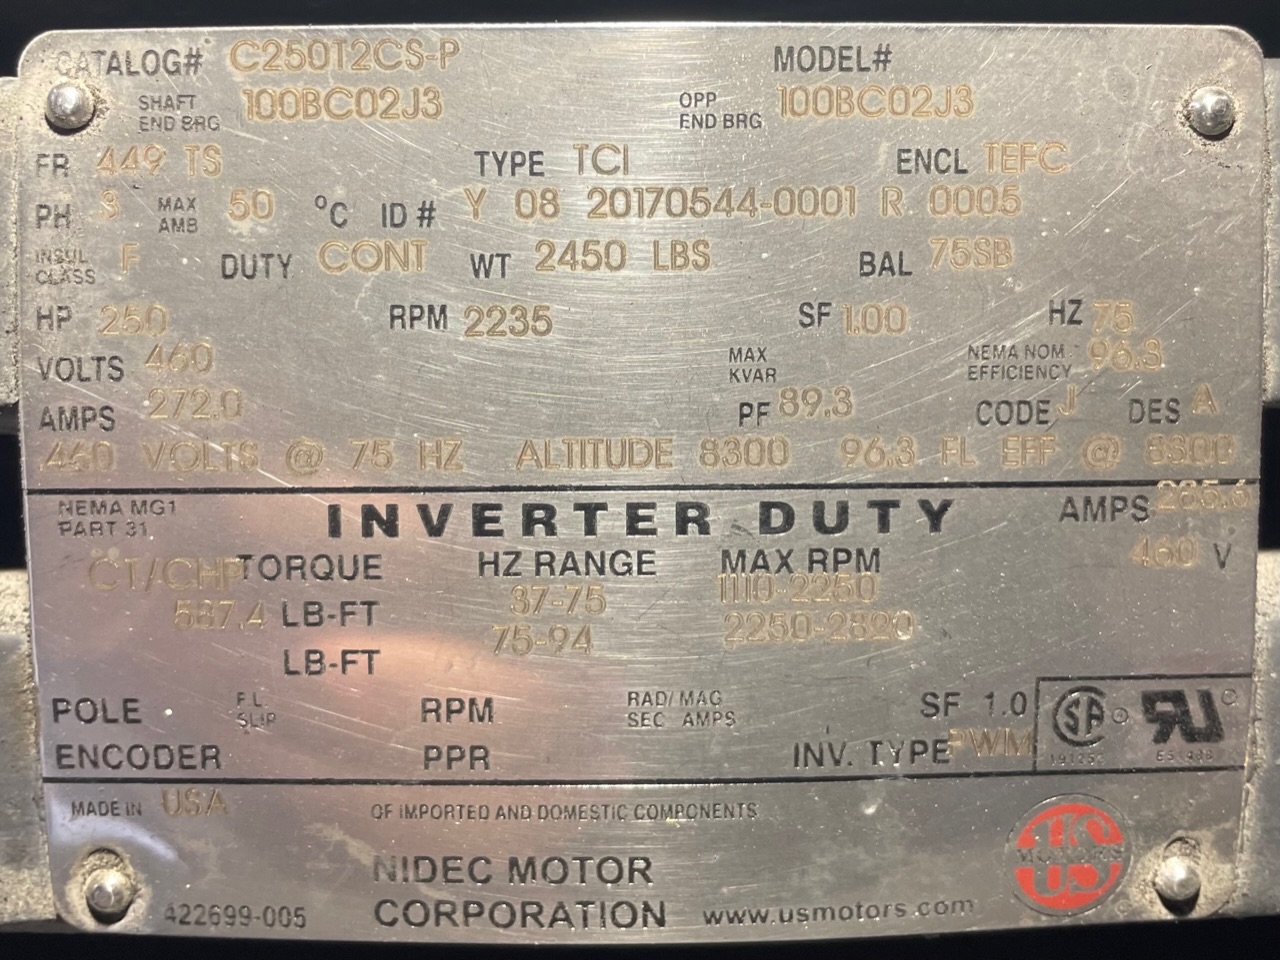 CATALOG# C250T2CS-P MODEL#
SHAFT END BRG 100BC02J3 OPP END BRG 100BC02J3
FR 449 TS TYPE TCI ENCL TEFC
PH 3 MAX AMB 50 °C ID# Y 08 20170544-0001 R 0005
INSUL CLASS F DUTY CONT WT 2450 LBS BAL 75SB
HP 250 RPM 2235 SF 1.00 HZ 75
VOLTS 460 MAX KVAR NEMA NOM EFFICIENCY 96.3
AMPS 272.0 PF 89.3 CODE J DES A
460 VOLTS @ 75 HZ ALTITUDE 8300 96.3 FL EFF @ 8300
NEMA MG1 PART 31 INVERTER DUTY AMPS 285.6
460 V
CT/CHP TORQUE HZ RANGE MAX RPM
587.4 LB-FT 37-75 1110-2250
LB-FT 75-94 2250-2820
POLE F.L. SLIP RPM RAD/ SEC MAG AMPS SF 1.0
ENCODER PPR INV. TYPE PWM
MADE IN USA OF IMPORTED AND DOMESTIC COMPONENTS
US
MOTORS
NIDEC MOTOR
CORPORATION
422699-005 www.usmotors.com